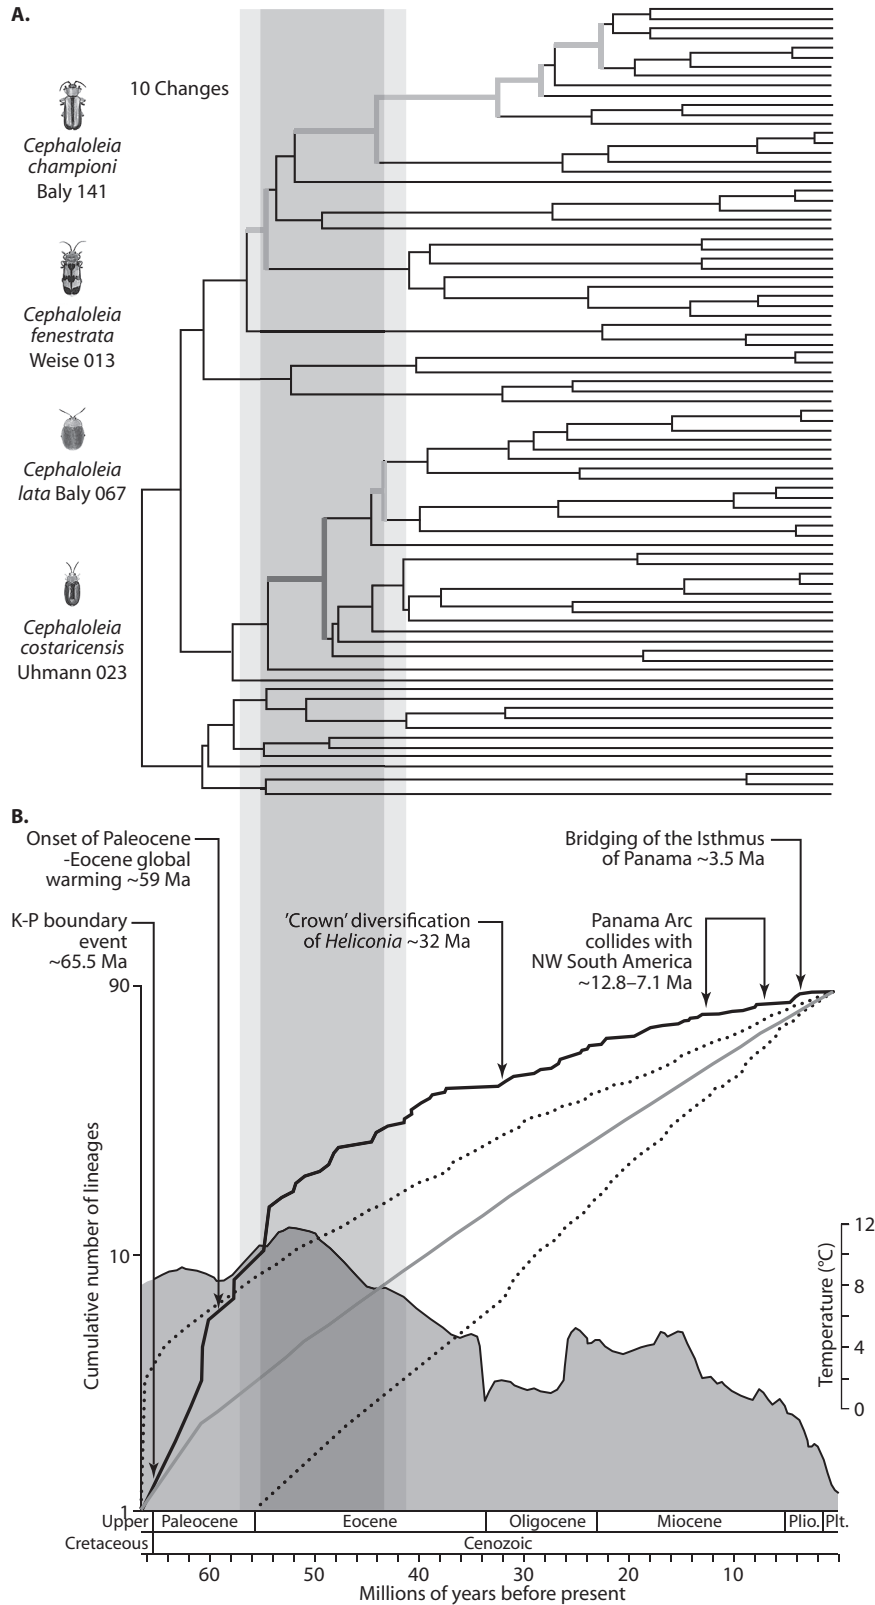 A.
10 Changes
Cephaloleia
championi
Baly 141
Cephaloleia
fenestrata
Weise 013
Cephaloleia
lata Baly 067
Cephaloleia
costaricensis
Uhmann 023
B.
Onset of Paleocene
-Eocene global
warming ~59 Ma
Bridging of the Isthmus
of Panama ~3.5 Ma
K-P boundary
event
~65.5 Ma
'Crown' diversification
of Heliconia ~32 Ma
Panama Arc
collides with
NW South America
~12.8–7.1 Ma
90
10
1
Cumulative number of lineages
12
8
4
0
Temperature (°C)
Upper Paleocene Eocene Oligocene Miocene Plio. Plt.
Cretaceous Cenozoic
60 50 40 30 20 10
Millions of years before present